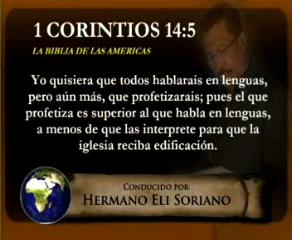 1 CORINTIOS 14:5
LA BIBLIA DE LAS AMERICAS
Yo quisiera que todos hablarais en lenguas,
pero aún más, que profetizarais; pues el que
profetiza es superior al que habla en lenguas,
a menos de que las interprete para que la
iglesia reciba edificación.
CONDUCIDO POR:
HERMANO ELI SORIANO